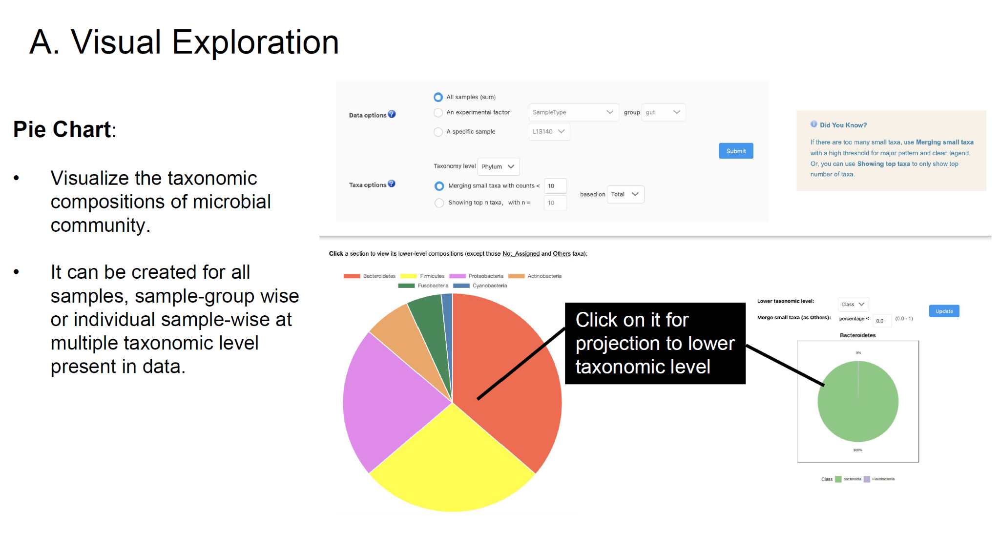 A. Visual Exploration
Pie Chart:
• Visualize the taxonomic
compositions of microbial
community.
• It can be created for all
samples, sample-group wise
or individual sample-wise at
multiple taxonomic level
present in data.
Data options
All samples (sum)
An experimental factor SampleType group gut
A specific sample L1S140
Submit
Taxonomy level Phylum
Taxa options
Merging small taxa with counts < 10
based on Total
Showing top n taxa, with n = 10
Did You Know?
If there are too many small taxa, use Merging small taxa
with a high threshold for major pattern and clean legend.
Or, you can use Showing top taxa to only show top
number of taxa.
Click a section to view its lower-level compositions (except those Not_Assigned and Others taxa);
Bacteroidetes Firmicutes Proteobacteria Actinobacteria
Fusobacteria Cyanobacteria
Click on it for
projection to lower
taxonomic level
Lower taxonomic level: Class
Update
Merge small taxa (as Others): percentage < 0.0 (0.0 - 1)
Bacteroidetes
0%
100%
Class Bacteroidia Flavobacteriia